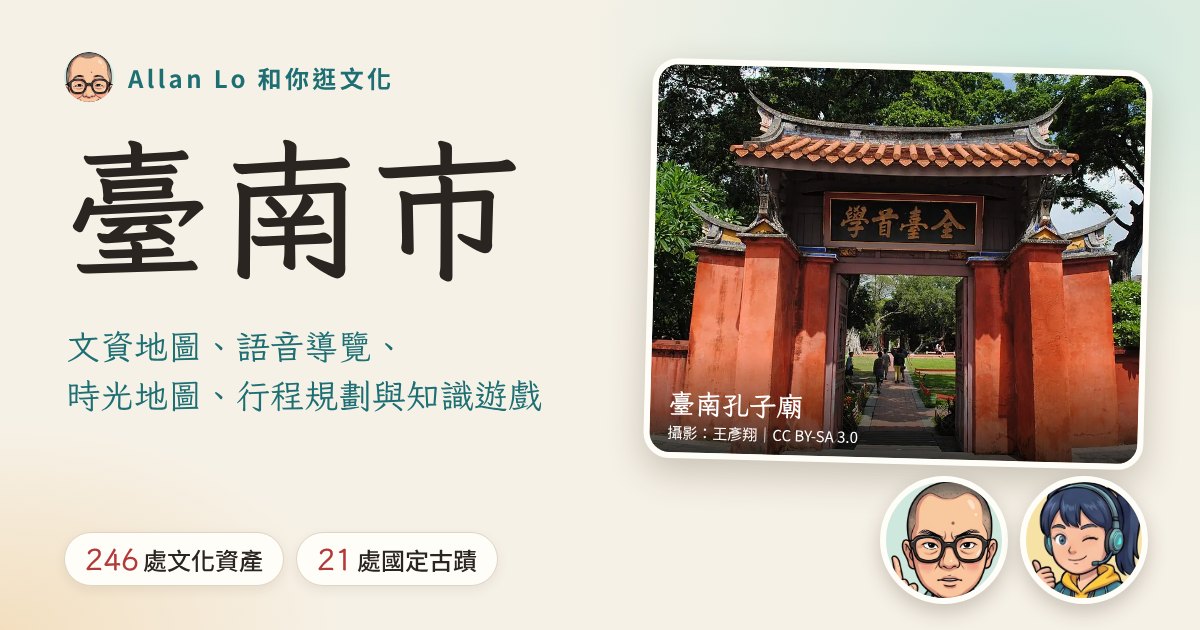 Allan Lo 和你逛文化
臺南市
文資地圖、語音導覽、
時光地圖、行程規劃與知識遊戲
246 處文化資產
21 處國定古蹟
學首臺全
臺南孔子廟
攝影：王彥翔｜CC BY-SA 3.0